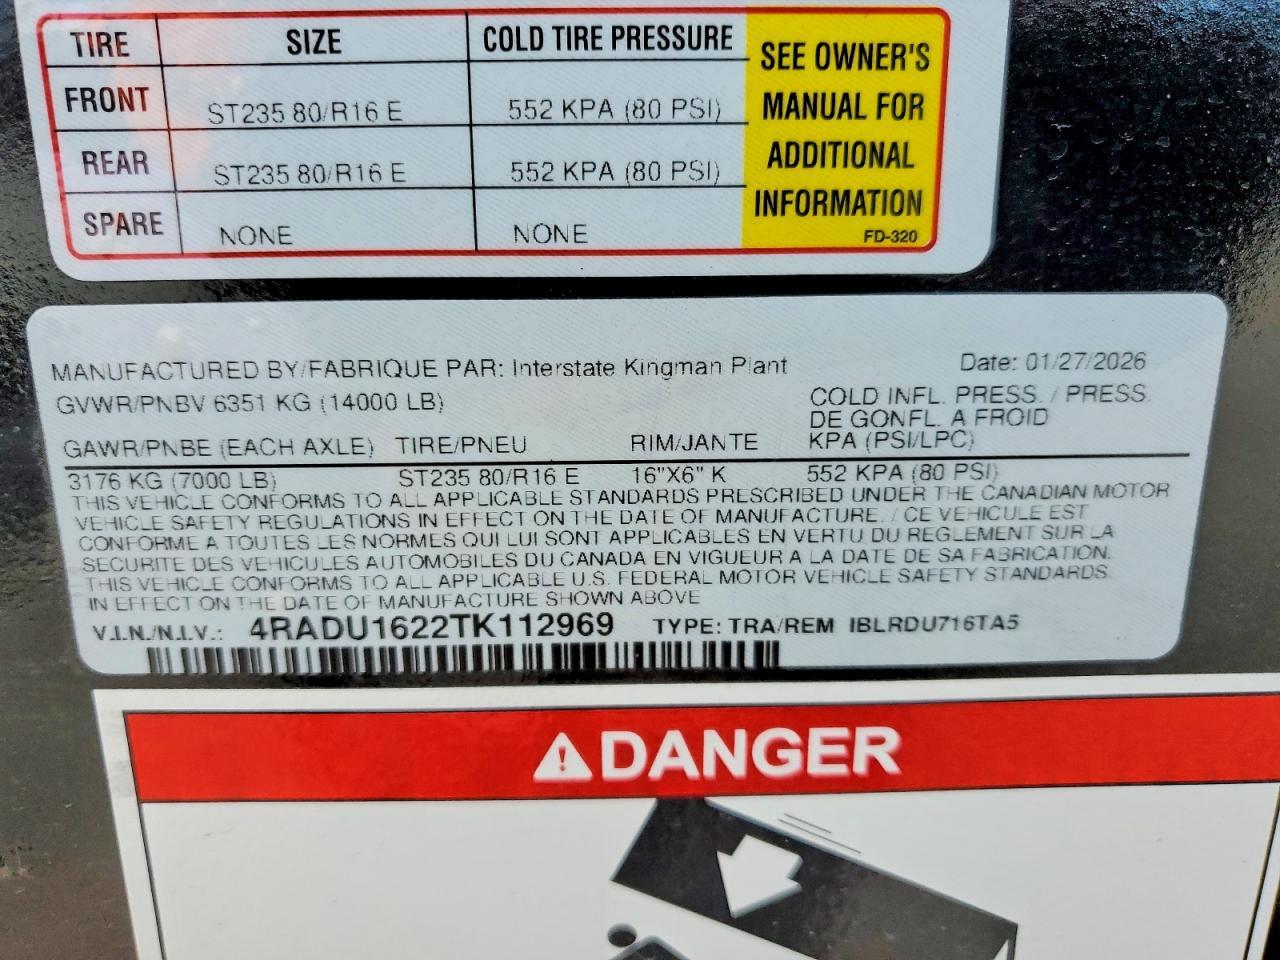 TIRE SIZE COLD TIRE PRESSURE
FRONT ST235 80/R16 E 552 KPA (80 PSI)
REAR ST235 80/R16 E 552 KPA (80 PSI)
SPARE NONE NONE
SEE OWNER'S
MANUAL FOR
ADDITIONAL
INFORMATION
FD-320
MANUFACTURED BY/FABRIQUE PAR: Interstate Kingman Plant Date: 01/27/2026
GVWR/PNBV 6351 KG (14000 LB)
COLD INFL. PRESS. / PRESS.
DE GONFL. A FROID
GAWR/PNBE (EACH AXLE) TIRE/PNEU RIM/JANTE KPA (PSI/LPC)
3176 KG (7000 LB) ST235 80/R16 E 16"X6" K 552 KPA (80 PSI)
THIS VEHICLE CONFORMS TO ALL APPLICABLE STANDARDS PRESCRIBED UNDER THE CANADIAN MOTOR
VEHICLE SAFETY REGULATIONS IN EFFECT ON THE DATE OF MANUFACTURE. / CE VEHICULE EST
CONFORME A TOUTES LES NORMES QUI LUI SONT APPLICABLES EN VERTU DU REGLEMENT SUR LA
SECURITE DES VEHICULES AUTOMOBILES DU CANADA EN VIGUEUR A LA DATE DE SA FABRICATION.
THIS VEHICLE CONFORMS TO ALL APPLICABLE U.S. FEDERAL MOTOR VEHICLE SAFETY STANDARDS.
IN EFFECT ON THE DATE OF MANUFACTURE SHOWN ABOVE
V.I.N./N.I.V.: 4RADU1622TK112969 TYPE: TRA/REM IBLRDU716TA5
DANGER